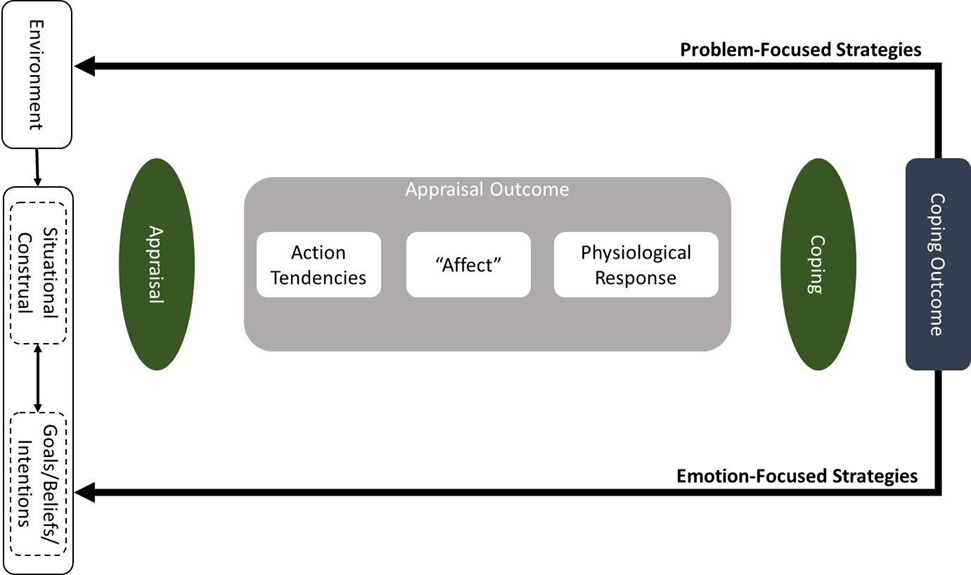 Environment
Problem-Focused Strategies
Situational
Construal
Appraisal
Appraisal Outcome
Action
Tendencies
“Affect”
Physiological
Response
Coping
Coping Outcome
Goals/Beliefs/
Intentions
Emotion-Focused Strategies